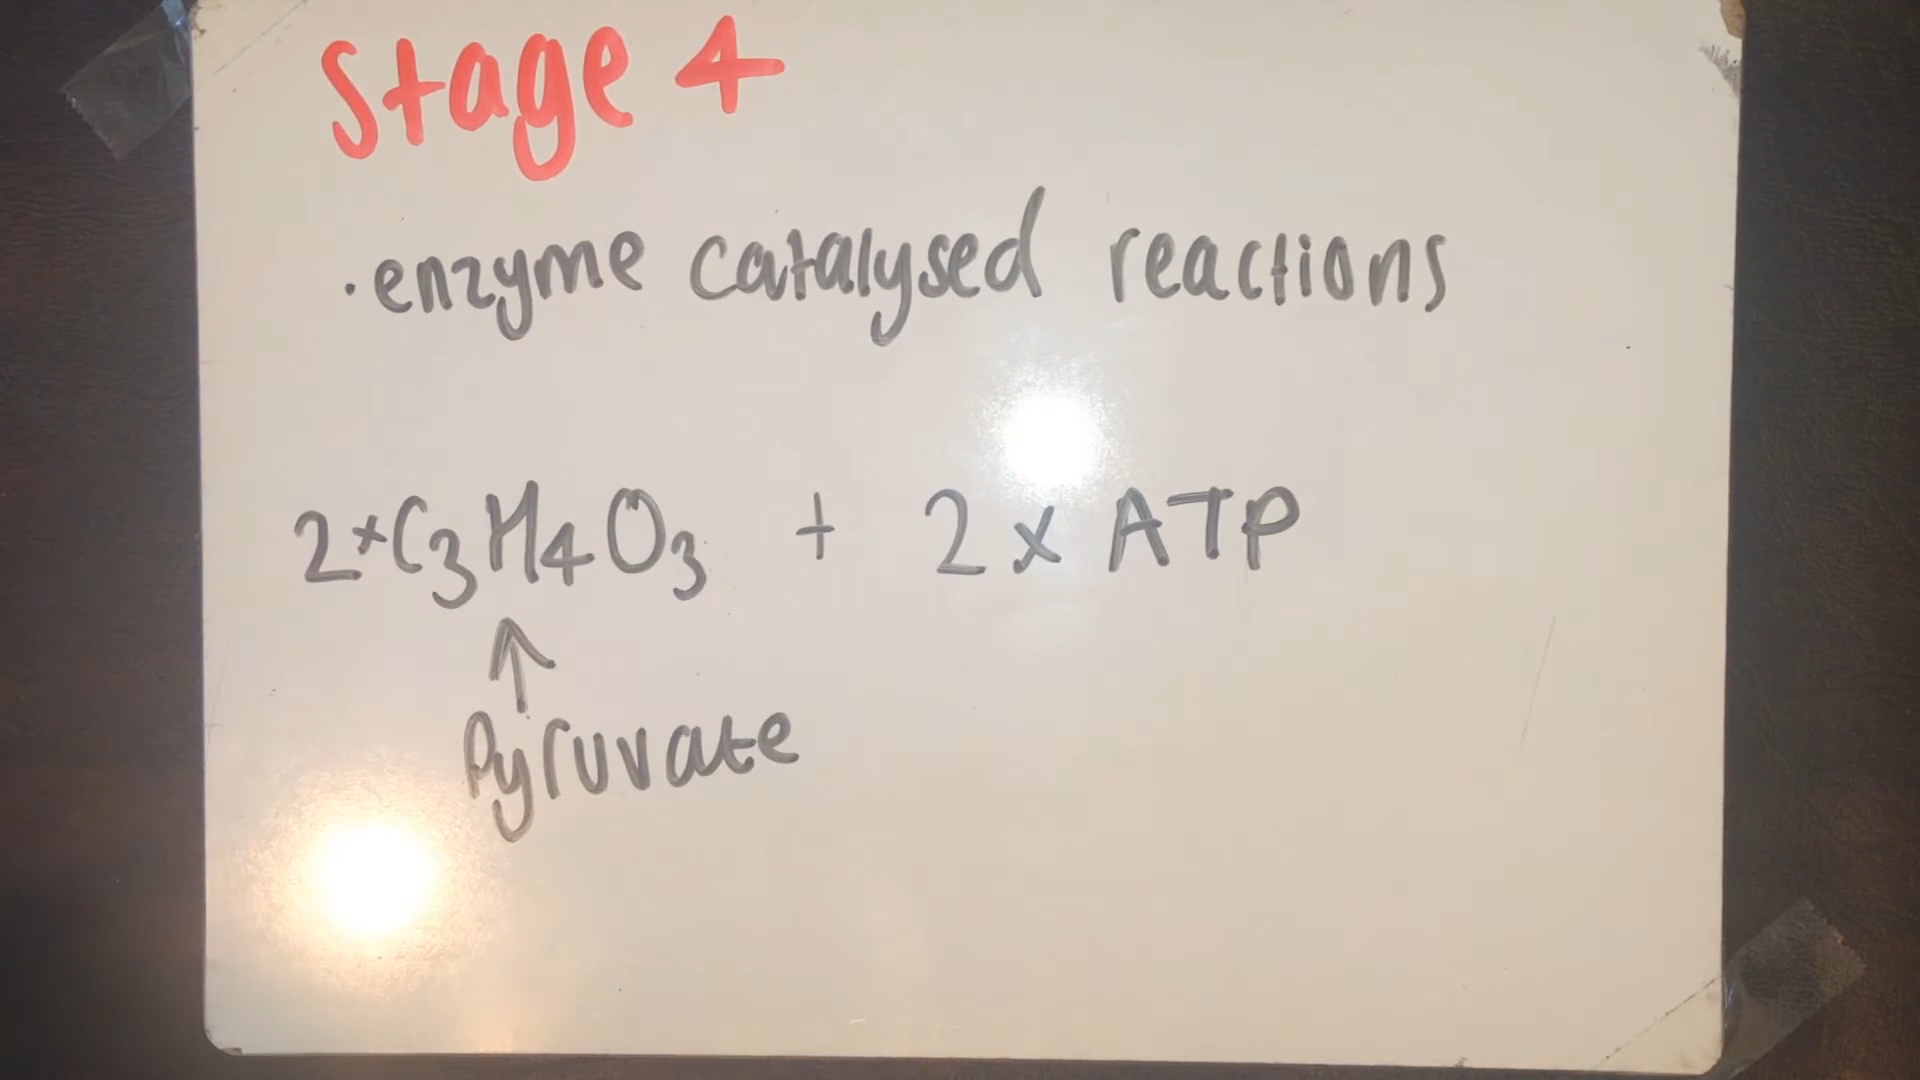 Stage 4
· enzyme catalysed reactions
2×C₃H₄O₃ + 2 x ATP
↑
Pyruvate